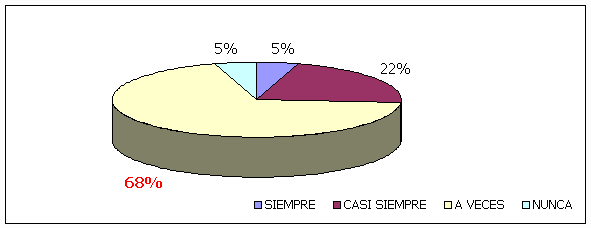 5% 5%
22%
68%
SIEMPRE CASI SIEMPRE A VECES NUNCA